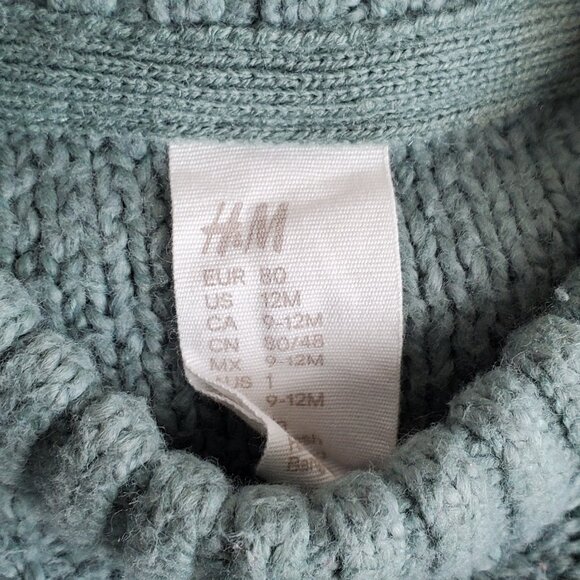 H&M
EUR 80
US 12M
CA 9-12M
CN 80/48
MX 9-12M
AUS 1
9-12M